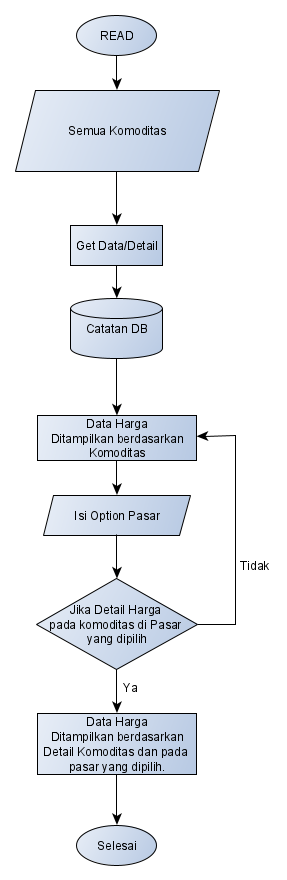 READ
Semua Komoditas
Get Data/Detail
Catatan DB
Data Harga
Ditampilkan berdasarkan
Komoditas
Isi Option Pasar
Jika Detail Harga
pada komoditas di Pasar
yang dipilih
Tidak
Ya
Data Harga
Ditampilkan berdasarkan
Detail Komoditas dan pada
pasar yang dipilih.
Selesai